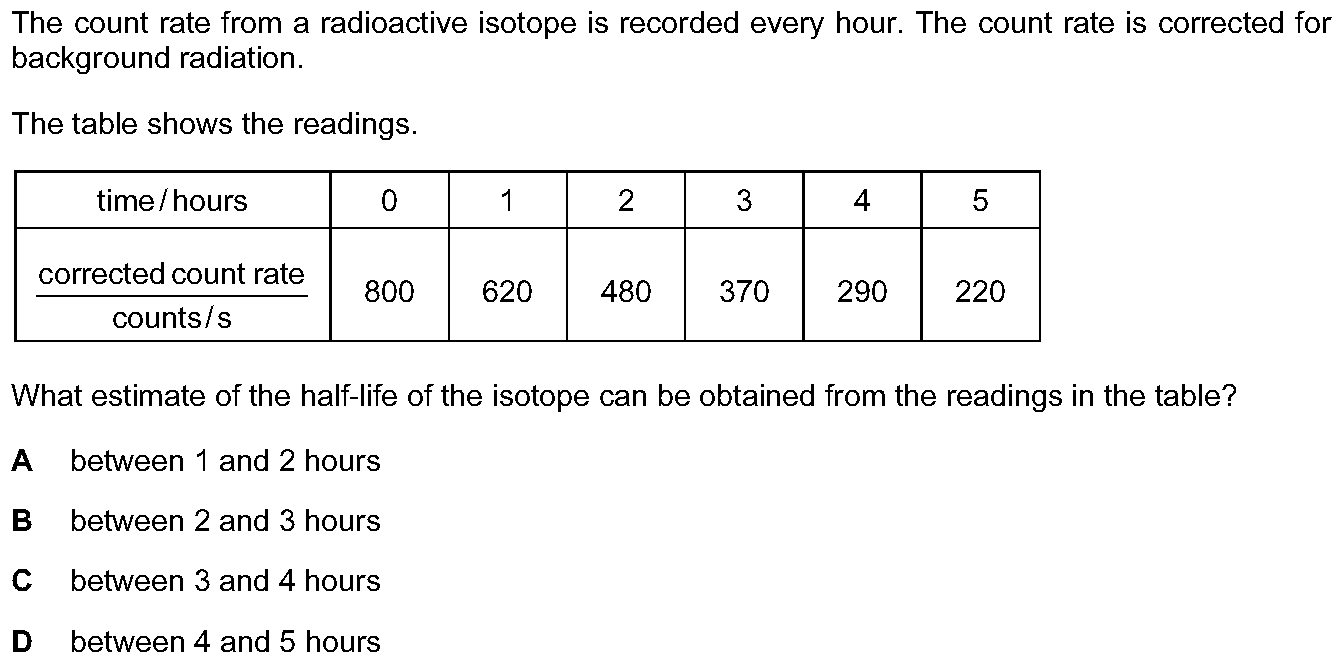 The count rate from a radioactive isotope is recorded every hour. The count rate is corrected for
background radiation.
The table shows the readings.
time / hours 0 1 2 3 4 5
corrected count rate
counts / s
800 620 480 370 290 220
What estimate of the half-life of the isotope can be obtained from the readings in the table?
A between 1 and 2 hours
B between 2 and 3 hours
C between 3 and 4 hours
D between 4 and 5 hours